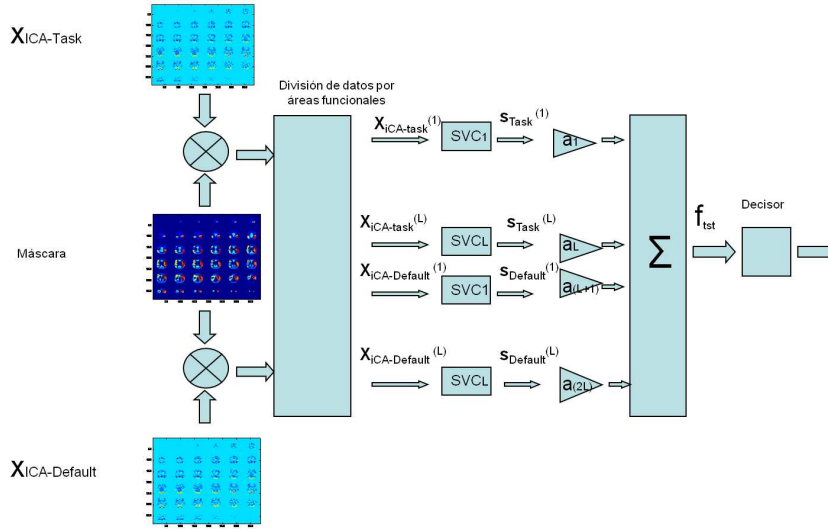 XICA-Task
División de datos por
áreas funcionales
XiCA-task(1)
SVC1
sTask(1)
a1
XiCA-task(L)
SVCL
sTask(L)
aL
Máscara
XiCA-Default(1)
SVC1
sDefault(1)
a(L+1)
Σ
ftst
Decisor
XiCA-Default(L)
SVCL
sDefault(L)
a(2L)
XICA-Default